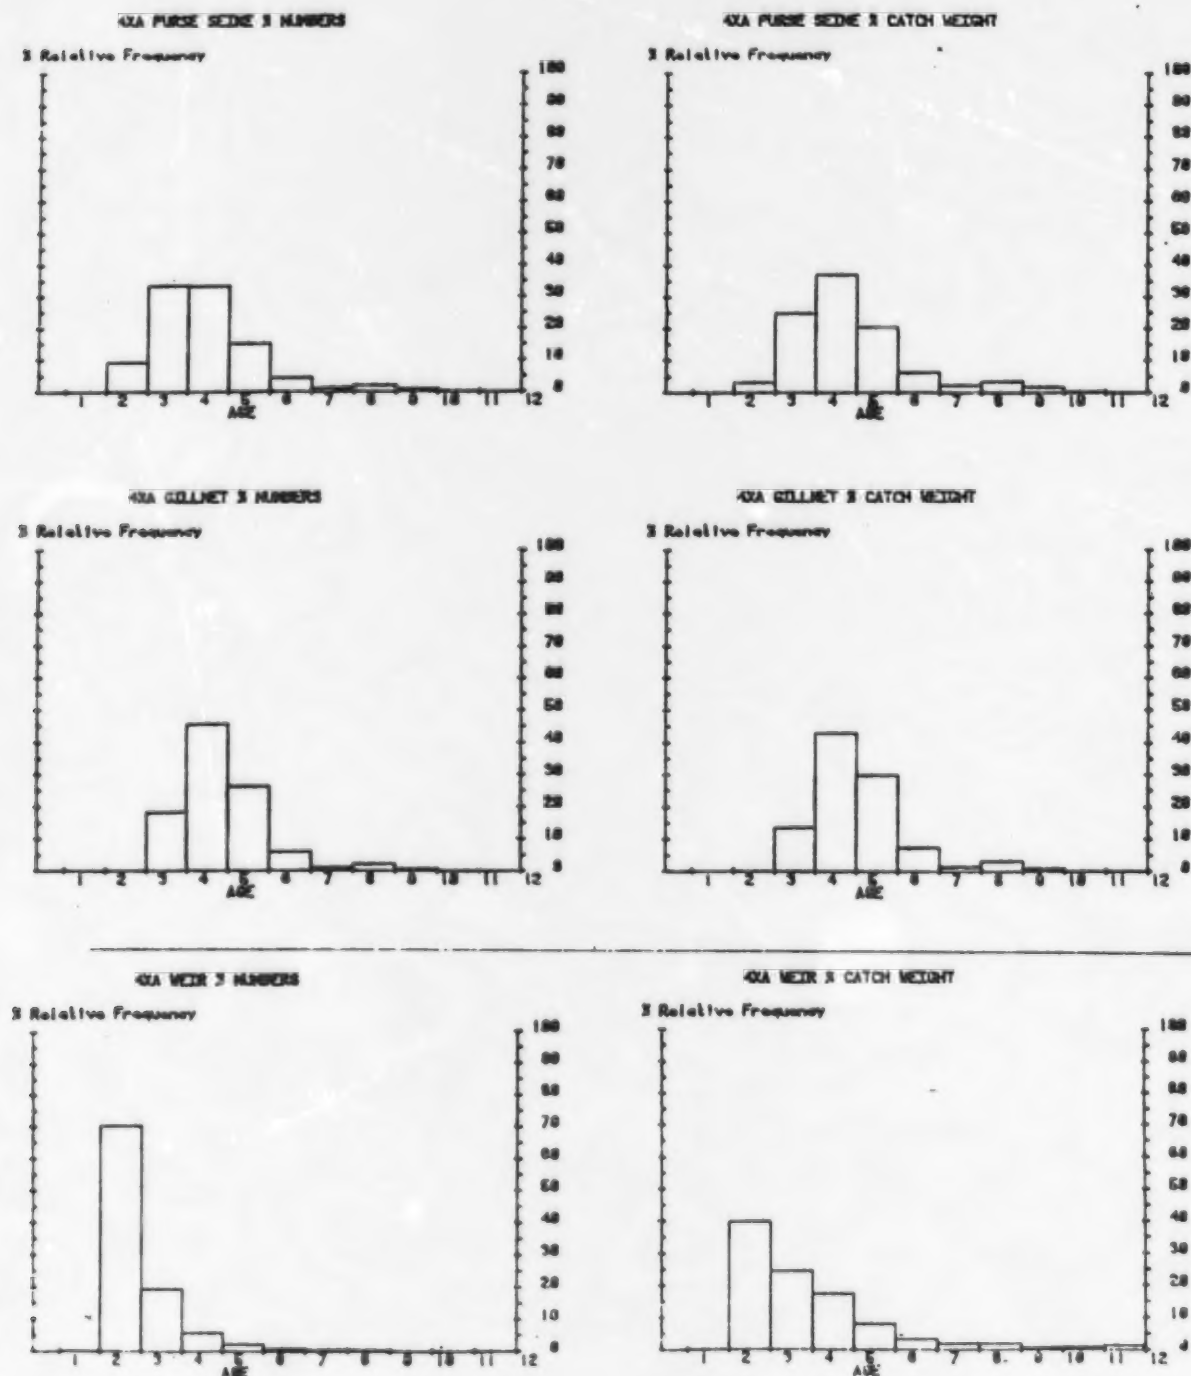 4XA PURSE SEINE % NUMBERS
% Relative Frequency
100
90
80
70
60
50
40
30
20
10
0
1 2 3 4 5 6 7 8 9 10 11 12
AGE
4XA PURSE SEINE % CATCH WEIGHT
% Relative Frequency
100
90
80
70
60
50
40
30
20
10
0
1 2 3 4 5 6 7 8 9 10 11 12
AGE
4XA GILLNET % NUMBERS
% Relative Frequency
100
90
80
70
60
50
40
30
20
10
0
1 2 3 4 5 6 7 8 9 10 11 12
AGE
4XA GILLNET % CATCH WEIGHT
% Relative Frequency
100
90
80
70
60
50
40
30
20
10
0
1 2 3 4 5 6 7 8 9 10 11 12
AGE
4XA WEIR % NUMBERS
% Relative Frequency
100
90
80
70
60
50
40
30
20
10
0
1 2 3 4 5 6 7 8 9 10 11 12
AGE
4XA WEIR % CATCH WEIGHT
% Relative Frequency
100
90
80
70
60
50
40
30
20
10
0
1 2 3 4 5 6 7 8 9 10 11 12
AGE